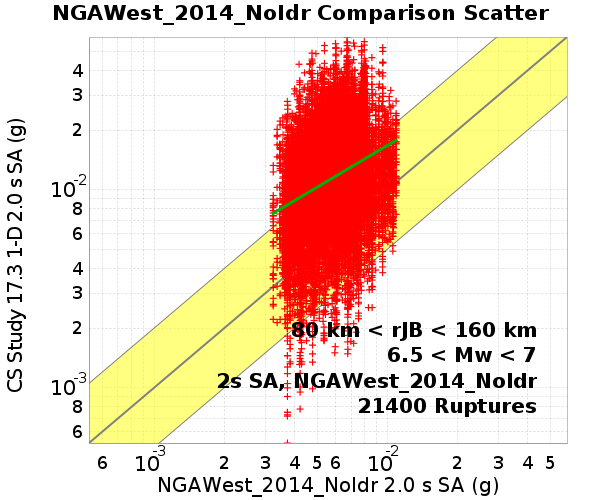 NGAWest_2014_NoIdr Comparison Scatter
CS Study 17.3 1-D 2.0 s SA (g)
4
3
2
10-2
8
6
4
3
2
10-3
8
6
80 km < rJB < 160 km
6.5 < Mw < 7
2s SA, NGAWest_2014_NoIdr
21400 Ruptures
6 10-3 2 3 4 5 6 10-2 2 3 4 5
NGAWest_2014_NoIdr 2.0 s SA (g)